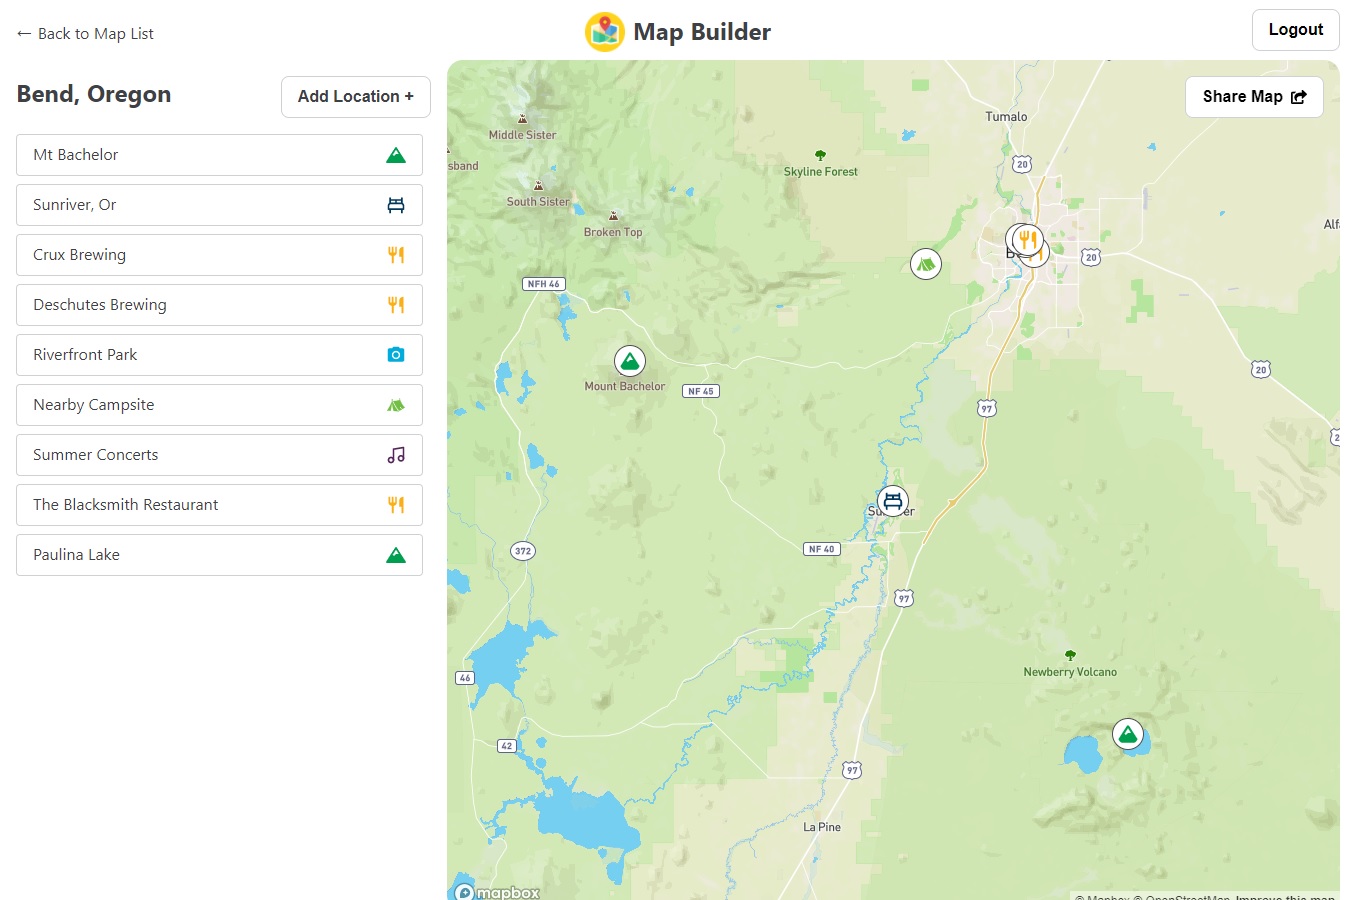 ← Back to Map List
Map Builder
Logout
Bend, Oregon
Add Location +
Share Map
Mt Bachelor
Sunriver, Or
Crux Brewing
Deschutes Brewing
Riverfront Park
Nearby Campsite
Summer Concerts
The Blacksmith Restaurant
Paulina Lake
Middle Sister
sband
South Sister
Broken Top
Skyline Forest
Tumalo
20
Alf
20
NFH 46
Mount Bachelor
NF 45
20
97
2
372
NF 40
97
46
Newberry Volcano
42
97
La Pine
mapbox
© Mapbox © OpenStreetMap Improve this map